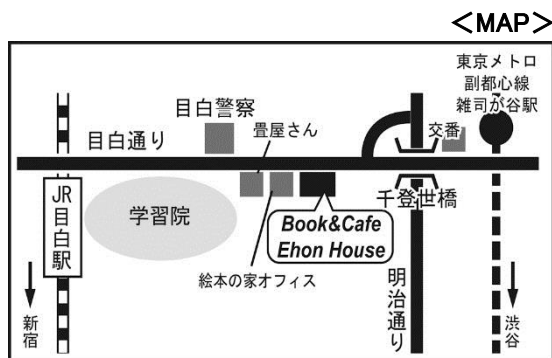 ＜MAP＞
東京メトロ
副都心線
雑司が谷駅
目白警察
畳屋さん
交番
目白通り
JR
目白駅
学習院
Book&Cafe
Ehon House
千登世橋
絵本の家オフィス
明治通り
新宿
渋谷